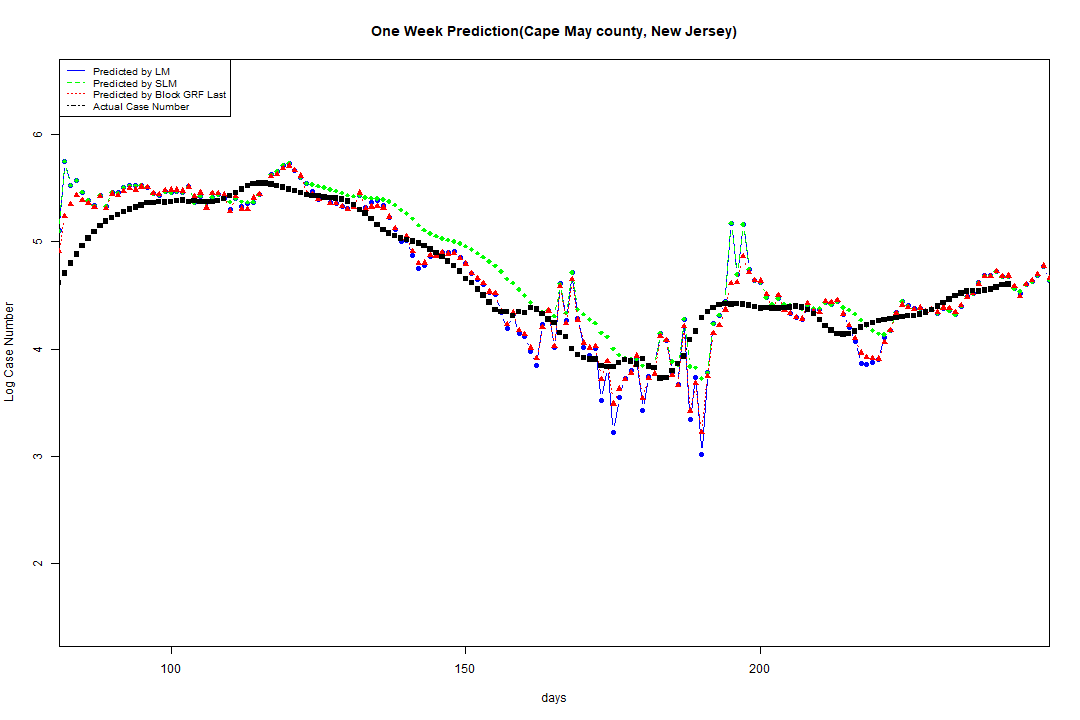 One Week Prediction(Cape May county, New Jersey)
Predicted by LM
Predicted by SLM
Predicted by Block GRF Last
Actual Case Number
6
5
4
3
2
Log Case Number
100 150 200
days